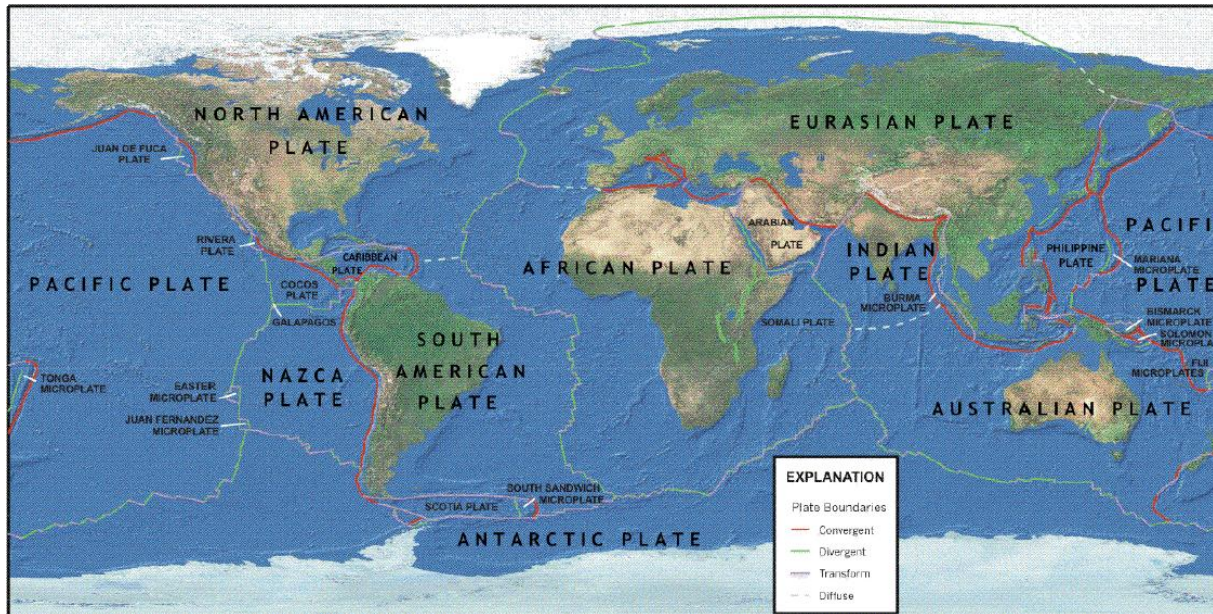 NORTH AMERICAN
PLATE
EURASIAN PLATE
JUAN DE FUCA
PLATE
RIVERA
PLATE
CARIBBEAN
PLATE
ARABIAN
PLATE
INDIAN
PLATE
PHILIPPINE
PLATE
PACIFI
PLATE
MARIANA
MICROPLATE
PACIFIC PLATE
COCOS
PLATE
GALAPAGOS
AFRICAN PLATE
BURMA
MICROPLATE
SOMALI PLATE
BISMARCK
MICROPLATE
SOLOMON
MICROPLA
FIJI
MICROPLATES
SOUTH
AMERICAN
PLATE
TONGA
MICROPLATE
EASTER
MICROPLATE
NAZCA
PLATE
JUAN FERNANDEZ
MICROPLATE
AUSTRALIAN PLATE
SOUTH SANDWICH
MICROPLATE
SCOTIA PLATE
ANTARCTIC PLATE
EXPLANATION
Plate Boundaries
Convergent
Divergent
Transform
Diffuse